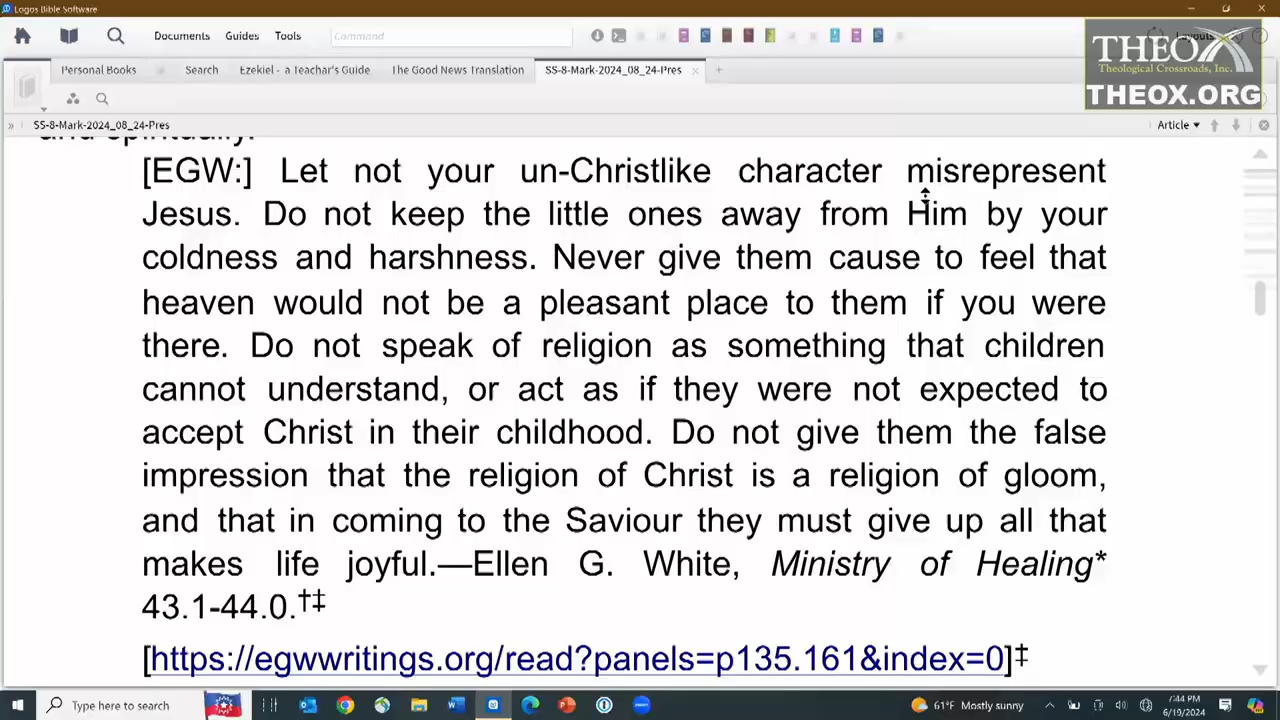 Logos Bible Software
Documents Guides Tools Command
THEOX
Theological Crossroads, Inc.
THEOX.ORG
Personal Books Search Ezekiel - a Teacher's Guide SS-8-Mark-2024_08_24-Pres
SS-8-Mark-2024_08_24-Pres Article
and spiritually.
[EGW:] Let not your un-Christlike character misrepresent
Jesus. Do not keep the little ones away from Him by your
coldness and harshness. Never give them cause to feel that
heaven would not be a pleasant place to them if you were
there. Do not speak of religion as something that children
cannot understand, or act as if they were not expected to
accept Christ in their childhood. Do not give them the false
impression that the religion of Christ is a religion of gloom,
and that in coming to the Saviour they must give up all that
makes life joyful.—Ellen G. White, Ministry of Healing*
43.1-44.0.†‡
[https://egwwritings.org/read?panels=p135.161&index=0]‡
Type here to search
61°F Mostly sunny
7:44 PM
6/19/2024